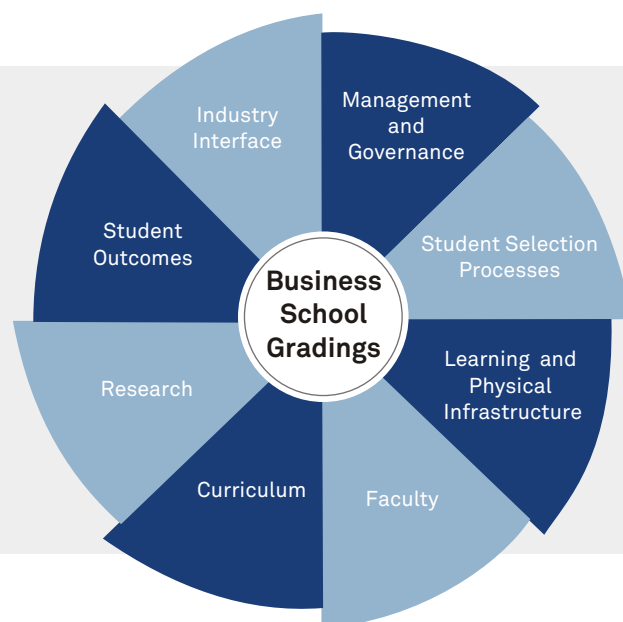 Business
School
Gradings
Management
and
Governance
Student Selection
Processes
Learning and
Physical
Infrastructure
Faculty
Curriculum
Research
Student
Outcomes
Industry
Interface